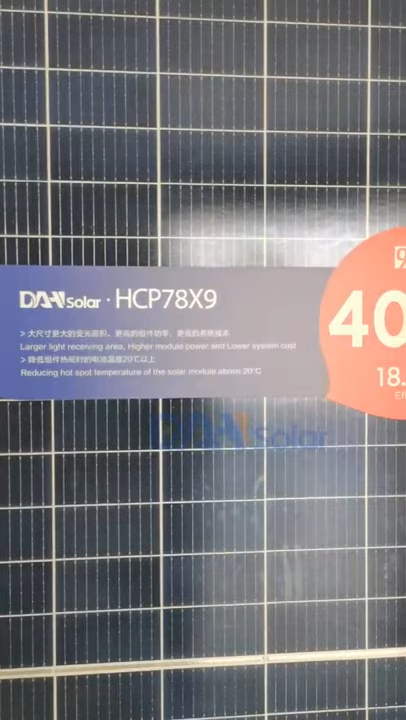 DAH Solar · HCP78X9
> 大尺寸更大的受光面积、更高的组件功率、更低的系统成本
Larger light receiving area, Higher module power and Lower system cost
> 降低组件热斑时的电池温度20℃以上
Reducing hot spot temperature of the solar module above 20℃
40
18.
DAH Solar